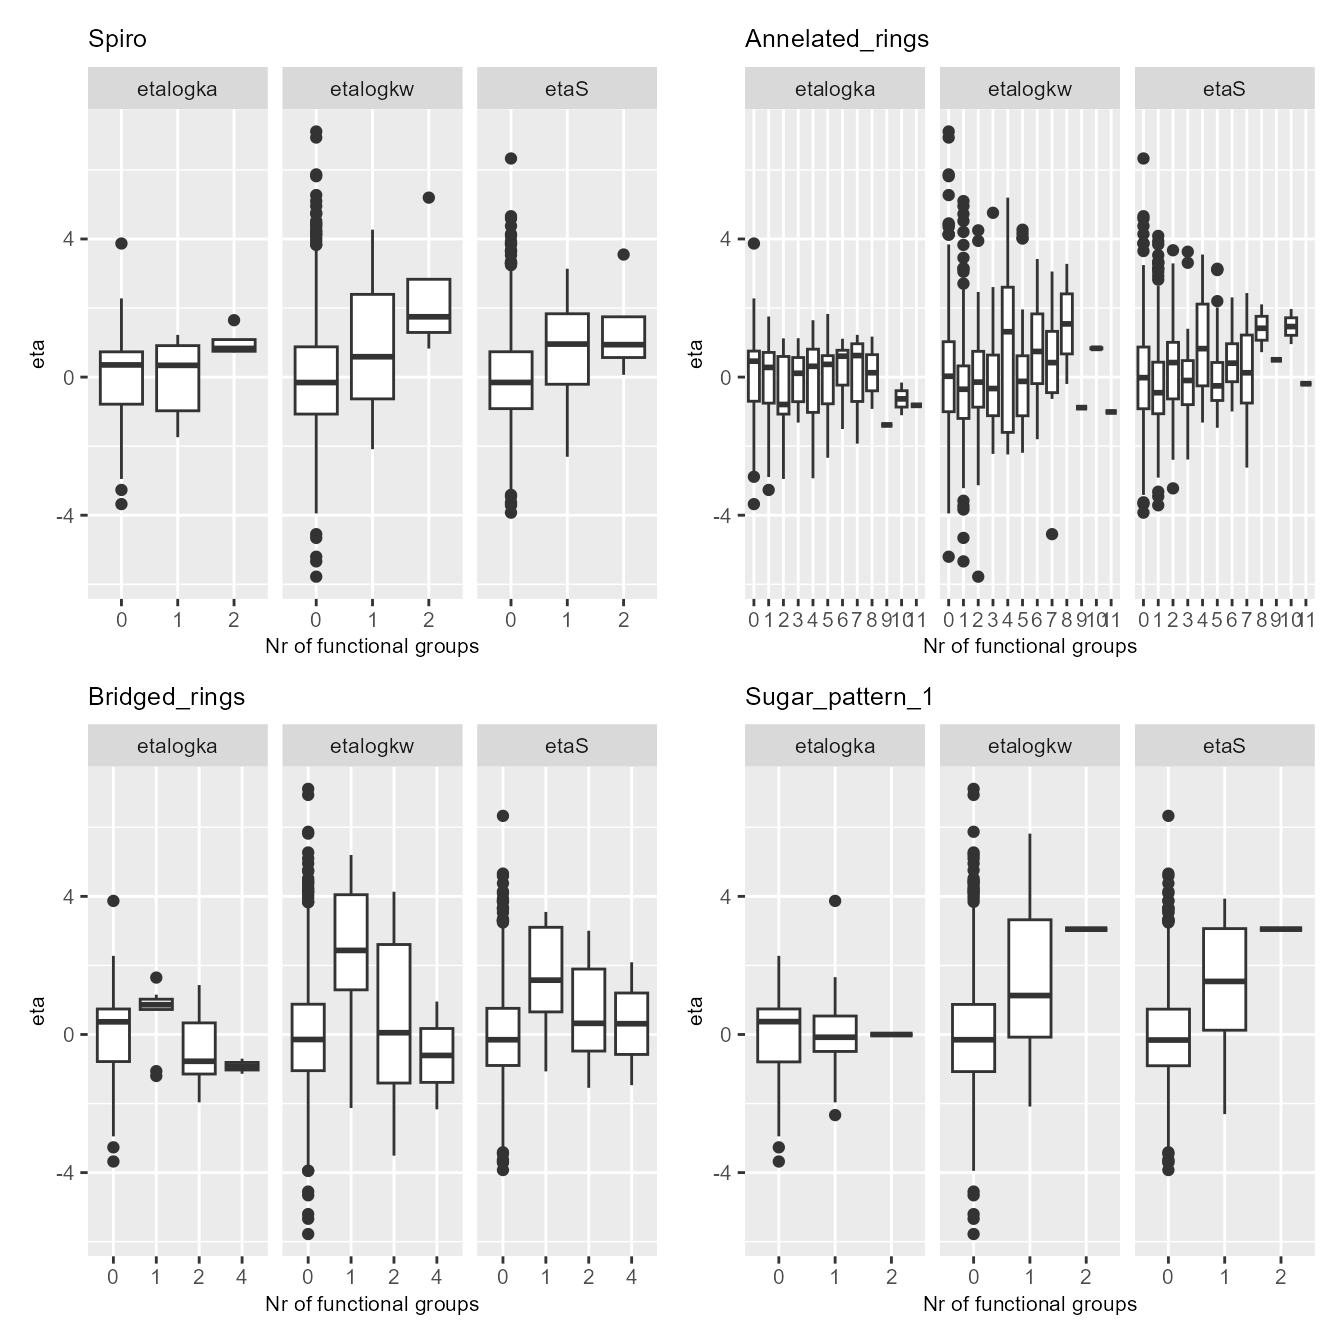 Spiro
etalogka etalogkw etaS
eta
4
0
-4
0 1 2 0 1 2 0 1 2
Nr of functional groups
Annelated_rings
etalogka etalogkw etaS
eta
4
0
-4
0 1 2 3 4 5 6 7 8 9 10 11 0 1 2 3 4 5 6 7 8 9 10 11 0 1 2 3 4 5 6 7 8 9 10 11
Nr of functional groups
Bridged_rings
etalogka etalogkw etaS
eta
4
0
-4
0 1 2 4 0 1 2 4 0 1 2 4
Nr of functional groups
Sugar_pattern_1
etalogka etalogkw etaS
eta
4
0
-4
0 1 2 0 1 2 0 1 2
Nr of functional groups